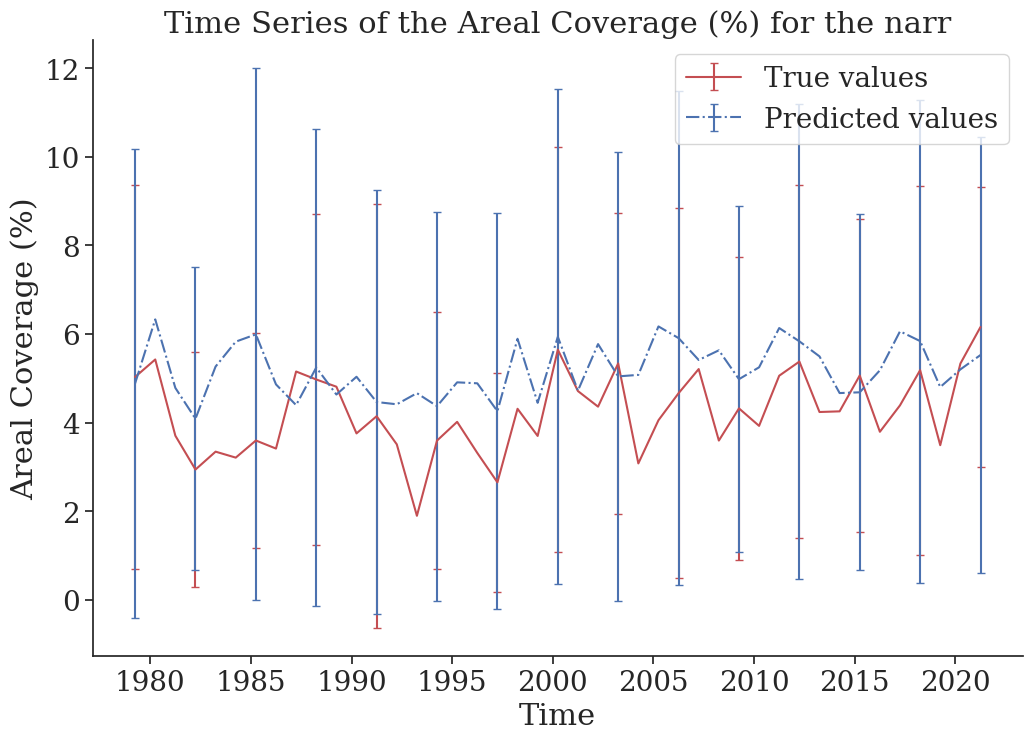 Time Series of the Areal Coverage (%) for the narr
True values
Predicted values
Areal Coverage (%)
12
10
8
6
4
2
0
1980 1985 1990 1995 2000 2005 2010 2015 2020
Time